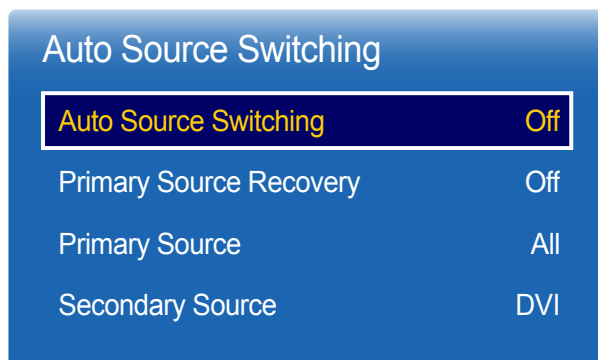 Auto Source Switching
Auto Source Switching Off
Primary Source Recovery Off
Primary Source All
Secondary Source DVI